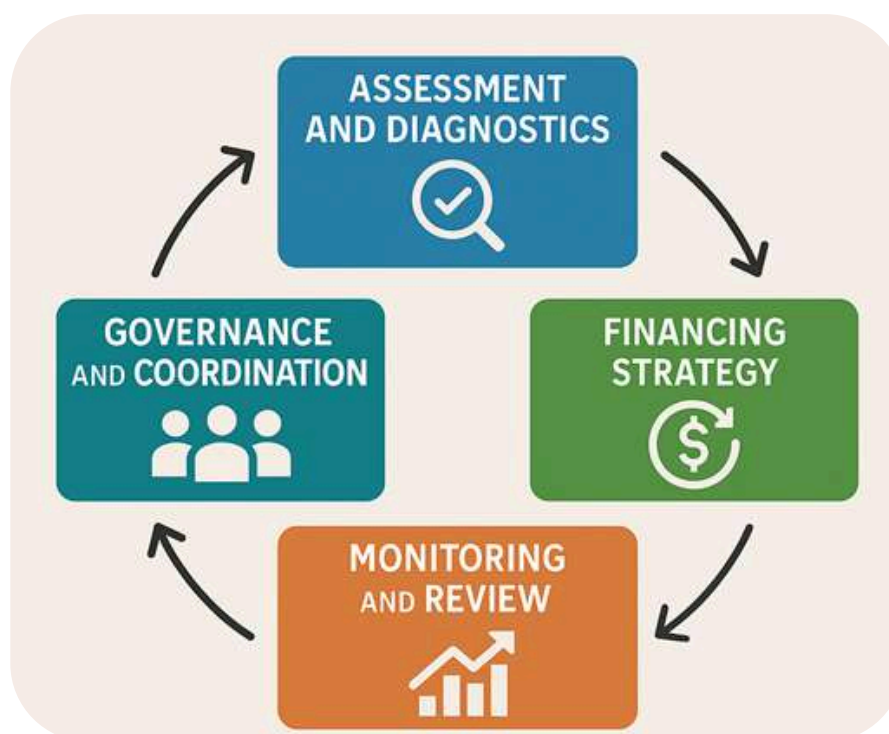 ASSESSMENT
AND DIAGNOSTICS
FINANCING
STRATEGY
$
MONITORING
AND REVIEW
GOVERNANCE
AND COORDINATION